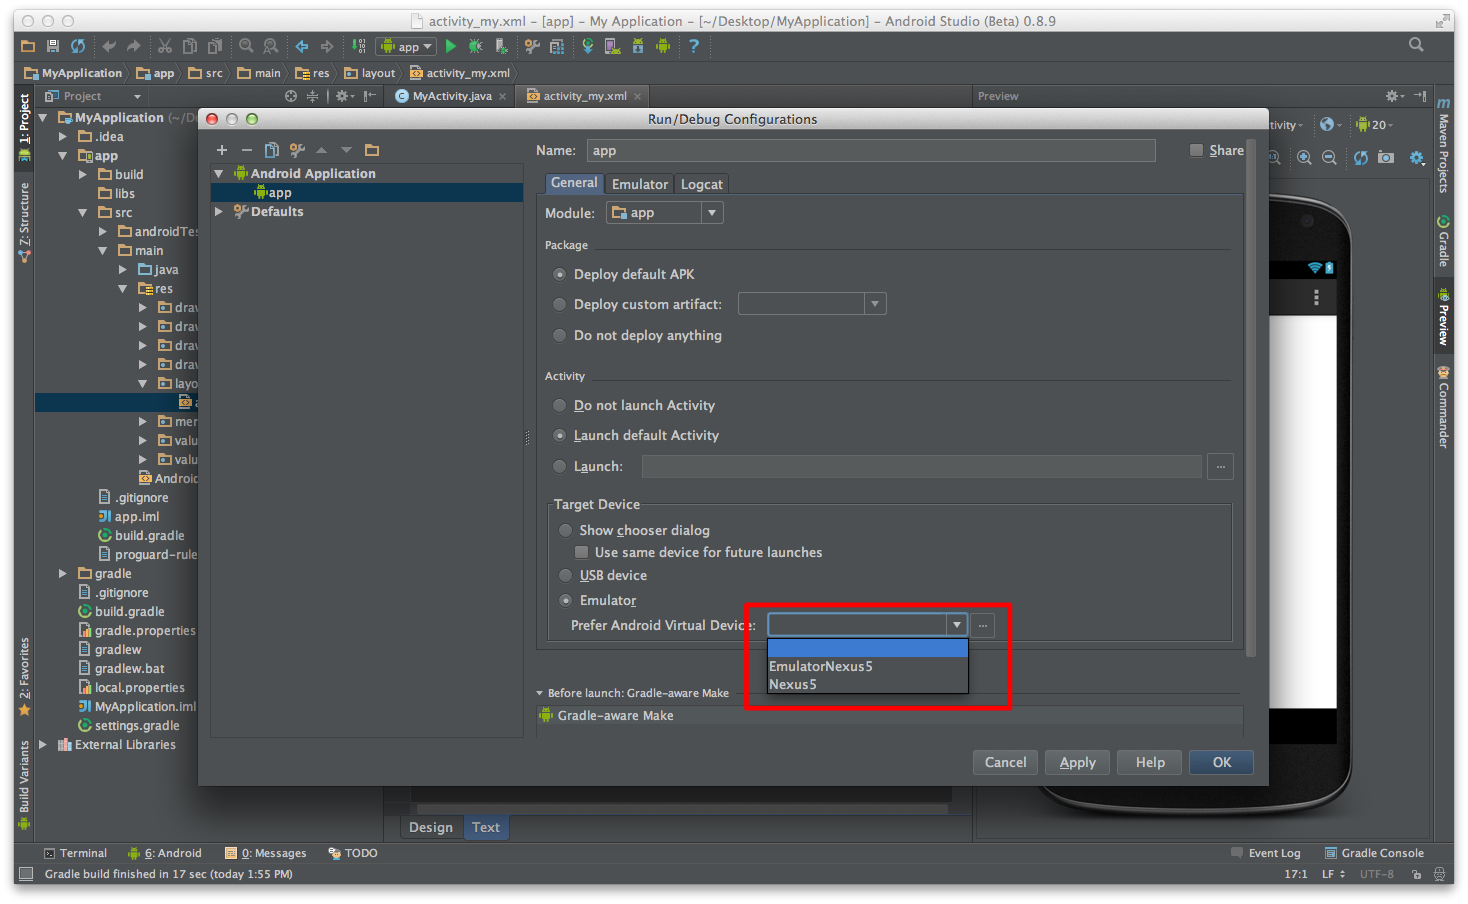 activity_my.xml – [app] – My Application – [~/Desktop/MyApplication] – Android Studio (Beta) 0.8.9
app
?
MyApplication app src main res layout activity_my.xml
Project
MyActivity.java
activity_my.xml
Preview
1: Project
Z: Structure
2: Favorites
Build Variants
MyApplication (~/D
.idea
app
build
libs
src
androidTes
main
java
res
draw
draw
draw
draw
layo
a
men
valu
valu
Android
.gitignore
app.iml
build.gradle
proguard-rule
gradle
.gitignore
build.gradle
gradle.properties
gradlew
gradlew.bat
local.properties
MyApplication.iml
settings.gradle
External Libraries
Run/Debug Configurations
Android Application
app
Defaults
Name: app
Share
General Emulator Logcat
Module: app
Package
Deploy default APK
Deploy custom artifact:
Do not deploy anything
Activity
Do not launch Activity
Launch default Activity
Launch: ...
Target Device
Show chooser dialog
Use same device for future launches
USB device
Emulator
Prefer Android Virtual Device: ...
EmulatorNexus5
Nexus5
Before launch: Gradle-aware Make
Gradle-aware Make
Cancel Apply Help OK
tivity
20
m
Maven Projects
Gradle
Preview
Commander
Design Text
Terminal 6: Android 0: Messages TODO
Event Log Gradle Console
Gradle build finished in 17 sec (today 1:55 PM)
17:1 LF UTF-8